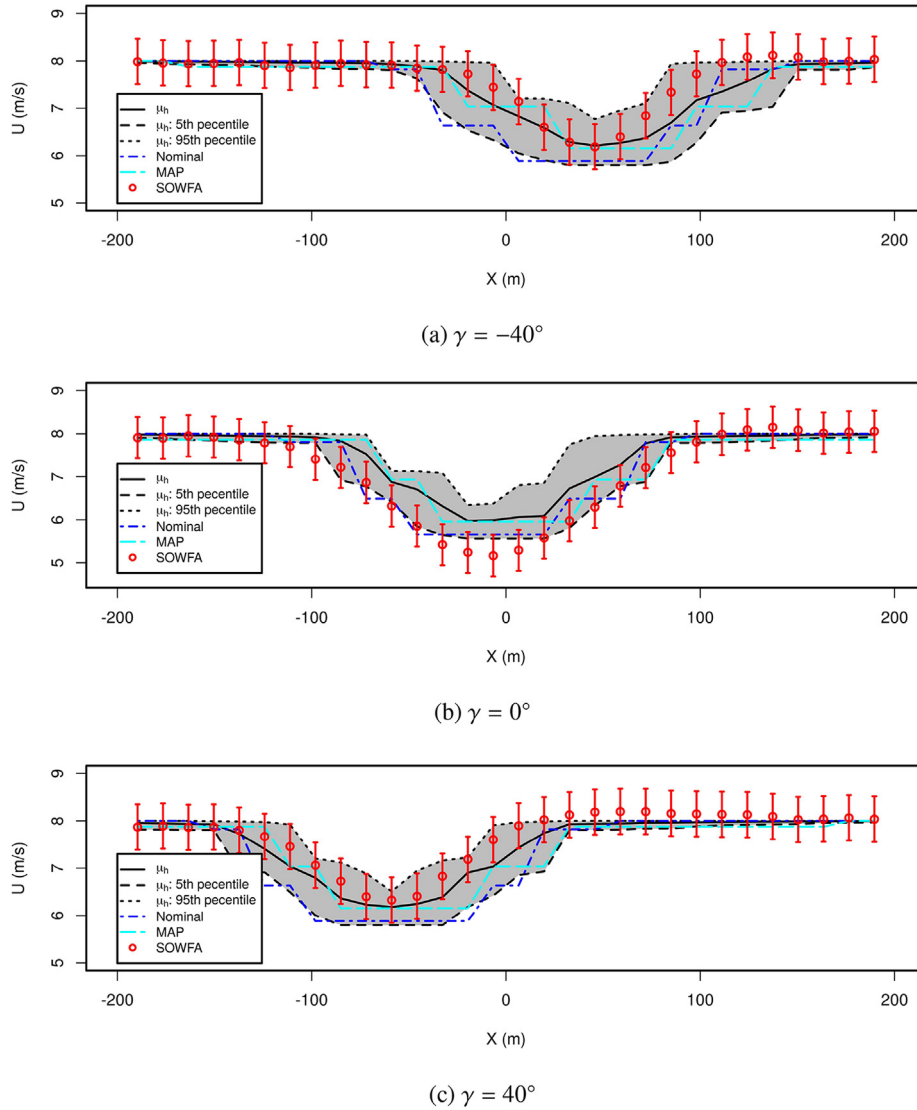 9
8
7
6
5
U (m/s)
μh
μh: 5th pecentile
μh: 95th pecentile
Nominal
MAP
SOWFA
-200 -100 0 100 200
X (m)
(a) γ = −40°
9
8
7
6
5
U (m/s)
μh
μh: 5th pecentile
μh: 95th pecentile
Nominal
MAP
SOWFA
-200 -100 0 100 200
X (m)
(b) γ = 0°
9
8
7
6
5
U (m/s)
μh
μh: 5th pecentile
μh: 95th pecentile
Nominal
MAP
SOWFA
-200 -100 0 100 200
X (m)
(c) γ = 40°